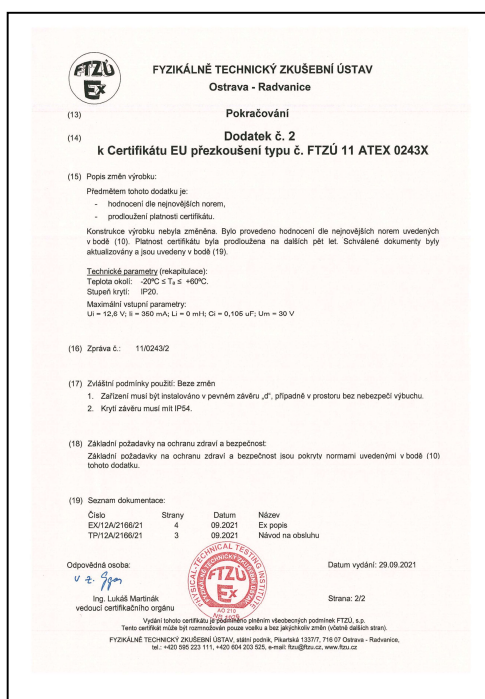 FTZÚ
Ex
FYZIKÁLNĚ TECHNICKÝ ZKUŠEBNÍ ÚSTAV
Ostrava - Radvanice
(13) Pokračování
(14) Dodatek č. 2
k Certifikátu EU přezkoušení typu č. FTZÚ 11 ATEX 0243X
(15) Popis změn výrobku:
Předmětem tohoto dodatku je:
- hodnocení dle nejnovějších norem,
- prodloužení platnosti certifikátu.
Konstrukce výrobku nebyla změněna. Bylo provedeno hodnocení dle nejnovějších norem uvedených
v bodě (10). Platnost certifikátu byla prodloužena na dalších pět let. Schválené dokumenty byly
aktualizovány a jsou uvedeny v bodě (19).
Technické parametry (rekapitulace):
Teplota okolí: -20ºC ≤ Ta ≤ +60ºC.
Stupeň krytí: IP20.
Maximální vstupní parametry:
Ui = 12,6 V; Ii = 350 mA; Li = 0 mH; Ci = 0,105 uF; Um = 30 V
(16) Zpráva č.: 11/0243/2
(17) Zvláštní podmínky použití: Beze změn
1. Zařízení musí být instalováno v pevném závěru „d“, případně v prostoru bez nebezpečí výbuchu.
2. Krytí závěru musí mít IP54.
(18) Základní požadavky na ochranu zdraví a bezpečnost:
Základní požadavky na ochranu zdraví a bezpečnost jsou pokryty normami uvedenými v bodě (10)
tohoto dodatku.
(19) Seznam dokumentace:
Číslo Strany Datum Název
EX/12A/2166/21 4 09.2021 Ex popis
TP/12A/2166/21 3 09.2021 Návod na obsluhu
Odpovědná osoba: Datum vydání: 29.09.2021
v z.
PHYSICAL-TECHNICAL TESTING INSTITUTE
FTZÚ
AO 210
NB 1026
Ing. Lukáš Martinák Strana: 2/2
vedoucí certifikačního orgánu
Vydání tohoto certifikátu je podmíněno plněním všeobecných podmínek FTZÚ, s.p.
Tento certifikát může být rozmnožován pouze vcelku a bez jakýchkoliv změn (včetně dalších stran).
FYZIKÁLNĚ TECHNICKÝ ZKUŠEBNÍ ÚSTAV, státní podnik, Pikartská 1337/7, 716 07 Ostrava - Radvanice,
tel.: +420 595 223 111, +420 604 203 525, e-mail: ftzu@ftzu.cz, www.ftzu.cz